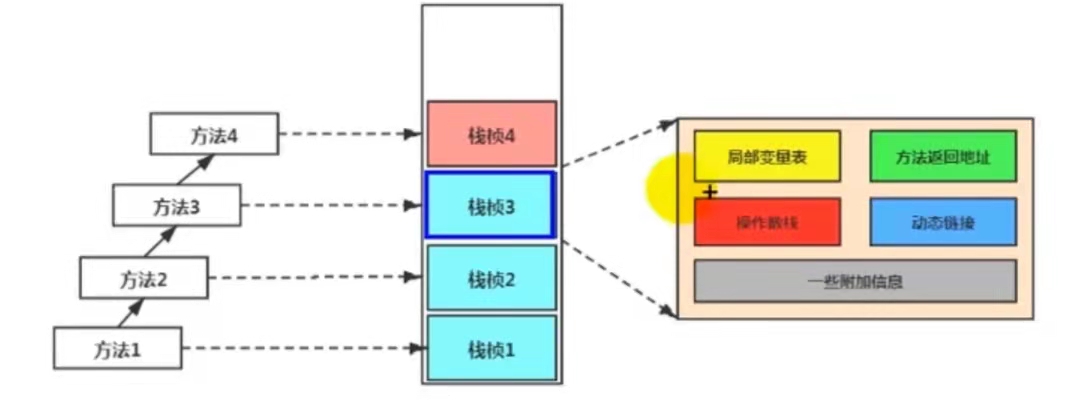 方法4
方法3
方法2
方法1
栈桢4
栈桢3
栈桢2
栈桢1
局部变量表
方法返回地址
操作数栈
动态链接
一些附加信息